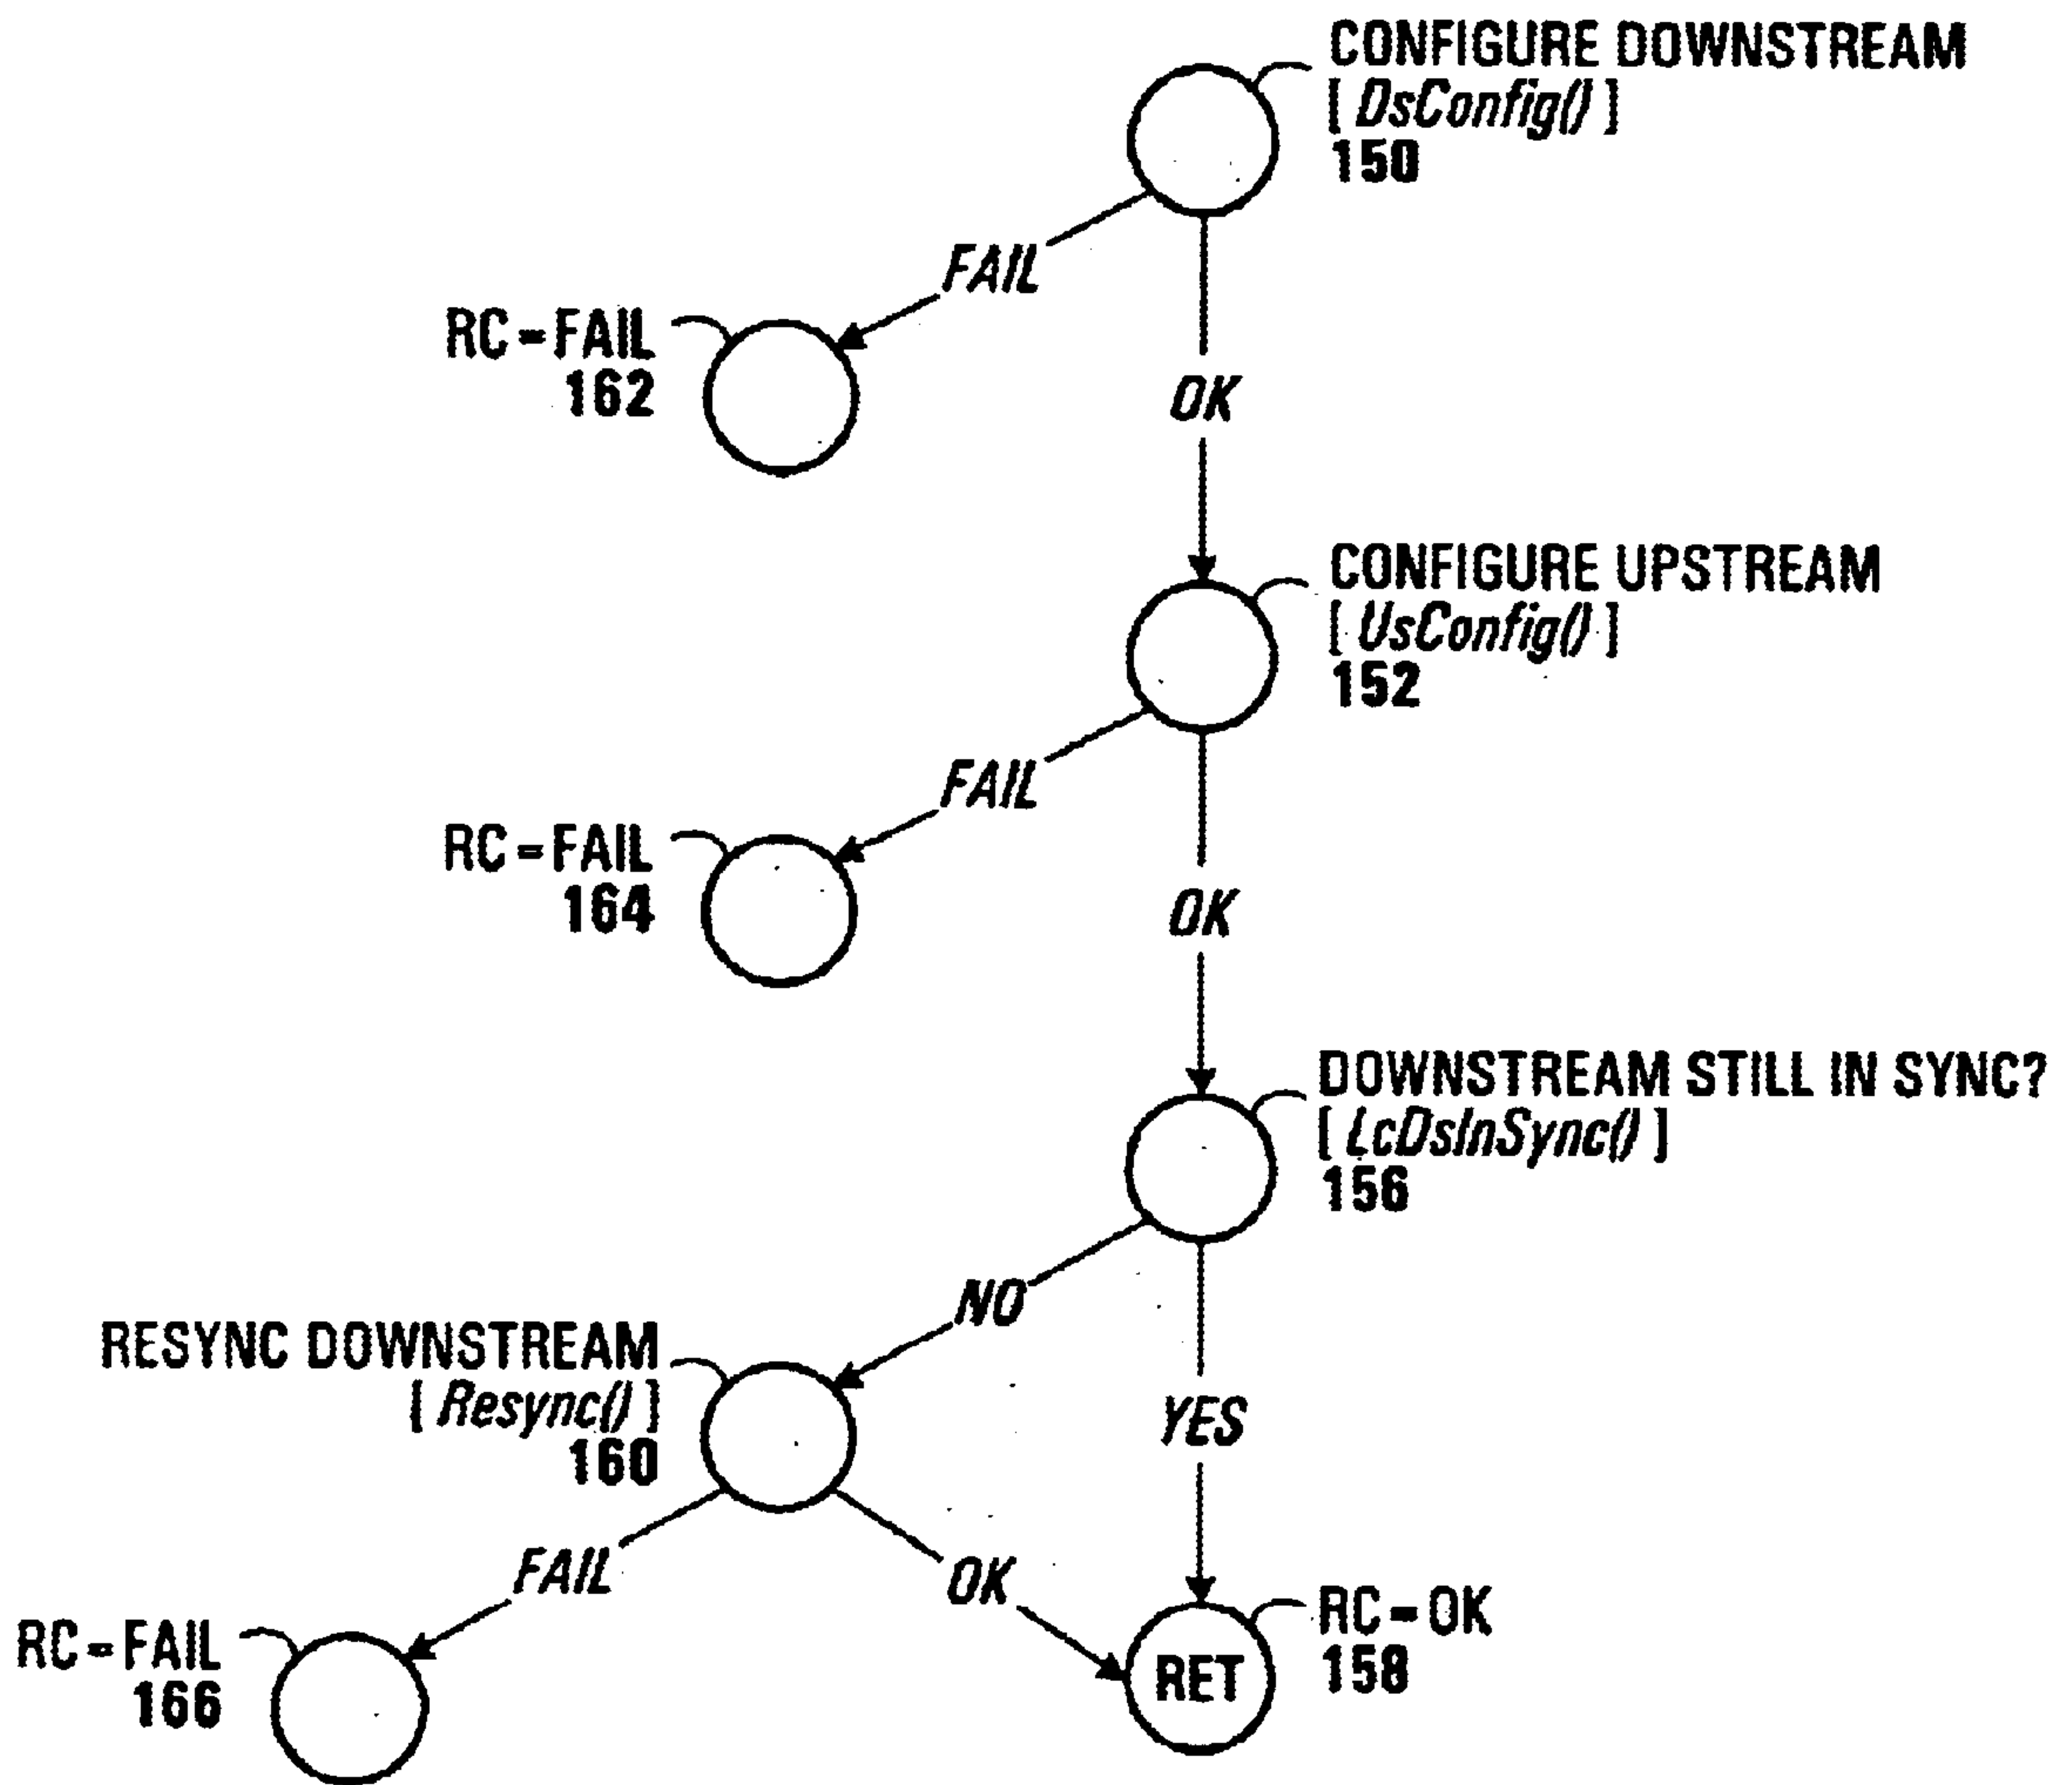 CONFIGURE DOWNSTREAM
[ DsConfig() ]
150
FAIL
RC=FAIL
162
OK
CONFIGURE UPSTREAM
[ UsConfig() ]
152
FAIL
RC=FAIL
164
OK
DOWNSTREAM STILL IN SYNC?
[ LcDsInSync() ]
156
NO
RESYNC DOWNSTREAM
[ Resync() ]
160
YES
FAIL
OK
RC=FAIL
166
RC=OK
158
RET